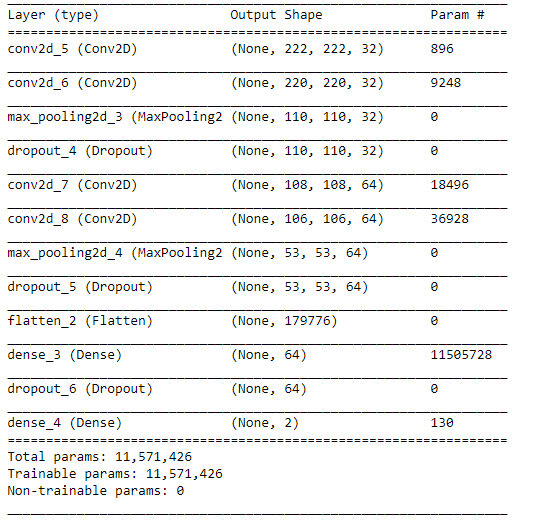 Layer (type)                 Output Shape              Param #
=================================================================
conv2d_5 (Conv2D)            (None, 222, 222, 32)      896
_________________________________________________________________
conv2d_6 (Conv2D)            (None, 220, 220, 32)      9248
_________________________________________________________________
max_pooling2d_3 (MaxPooling2 (None, 110, 110, 32)      0
_________________________________________________________________
dropout_4 (Dropout)          (None, 110, 110, 32)      0
_________________________________________________________________
conv2d_7 (Conv2D)            (None, 108, 108, 64)      18496
_________________________________________________________________
conv2d_8 (Conv2D)            (None, 106, 106, 64)      36928
_________________________________________________________________
max_pooling2d_4 (MaxPooling2 (None, 53, 53, 64)        0
_________________________________________________________________
dropout_5 (Dropout)          (None, 53, 53, 64)        0
_________________________________________________________________
flatten_2 (Flatten)          (None, 179776)            0
_________________________________________________________________
dense_3 (Dense)              (None, 64)                11505728
_________________________________________________________________
dropout_6 (Dropout)          (None, 64)                0
_________________________________________________________________
dense_4 (Dense)              (None, 2)                 130
=================================================================
Total params: 11,571,426
Trainable params: 11,571,426
Non-trainable params: 0
_________________________________________________________________